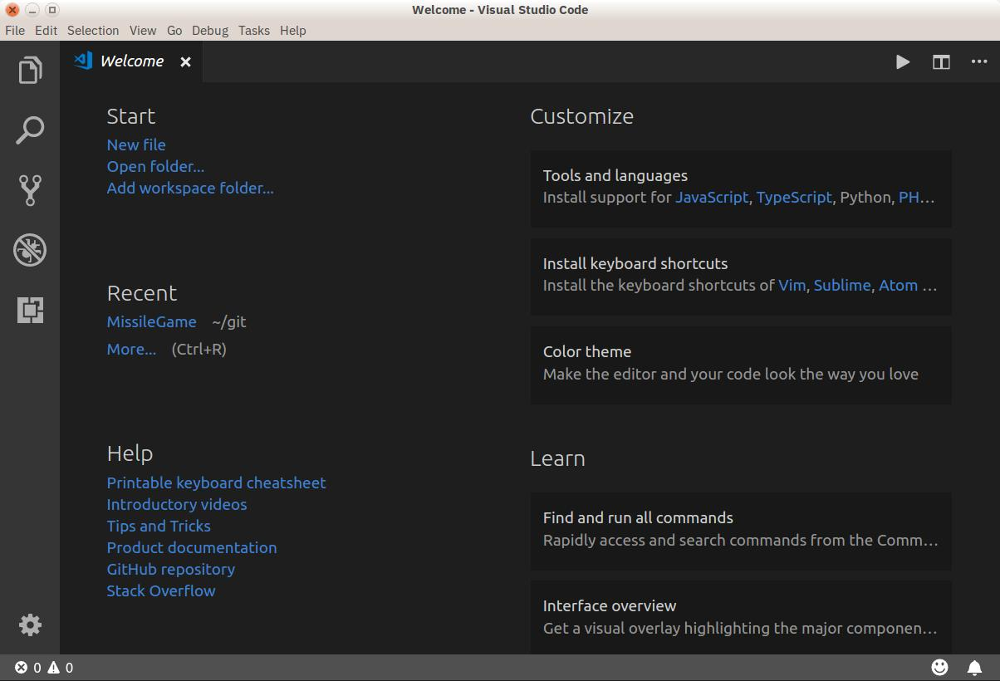 Welcome - Visual Studio Code
File Edit Selection View Go Debug Tasks Help
Welcome
Start
New file
Open folder...
Add workspace folder...
Recent
MissileGame ~/git
More... (Ctrl+R)
Help
Printable keyboard cheatsheet
Introductory videos
Tips and Tricks
Product documentation
GitHub repository
Stack Overflow
Customize
Tools and languages
Install support for JavaScript, TypeScript, Python, PH...
Install keyboard shortcuts
Install the keyboard shortcuts of Vim, Sublime, Atom ...
Color theme
Make the editor and your code look the way you love
Learn
Find and run all commands
Rapidly access and search commands from the Comm...
Interface overview
Get a visual overlay highlighting the major componen...
0 0